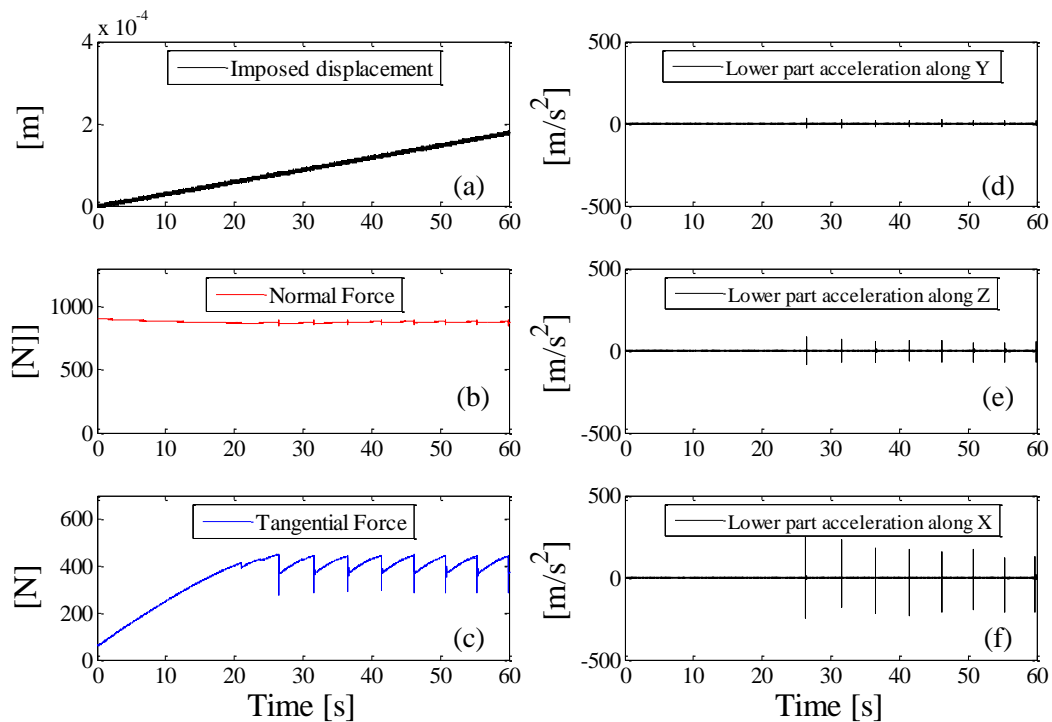 x 10-4
4
2
0
[m]
Imposed displacement
(a)
0 10 20 30 40 50 60
500
0
-500
[m/s2]
Lower part acceleration along Y
(d)
0 10 20 30 40 50 60
1000
500
0
[N]]
Normal Force
(b)
0 10 20 30 40 50 60
500
0
-500
[m/s2]
Lower part acceleration along Z
(e)
0 10 20 30 40 50 60
600
400
200
0
[N]
Tangential Force
(c)
0 10 20 30 40 50 60
Time [s]
500
0
-500
[m/s2]
Lower part acceleration along X
(f)
0 10 20 30 40 50 60
Time [s]